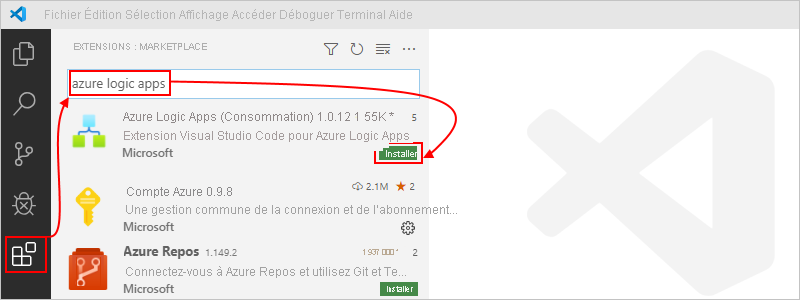 Fichier Édition Sélection Affichage Accéder Déboguer Terminal Aide
EXTENSIONS : MARKETPLACE
azure logic apps
Azure Logic Apps (Consommation) 1.0.12 1 55K * 5
Extension Visual Studio Code pour Azure Logic Apps
Microsoft Installer
Compte Azure 0.9.8 2.1M ★ 2
Une gestion commune de la connexion et de l'abonnement...
Microsoft
Azure Repos 1.149.2 1 937 000 * 2
Connectez-vous à Azure Repos et utilisez Git et Te...
Microsoft Installer